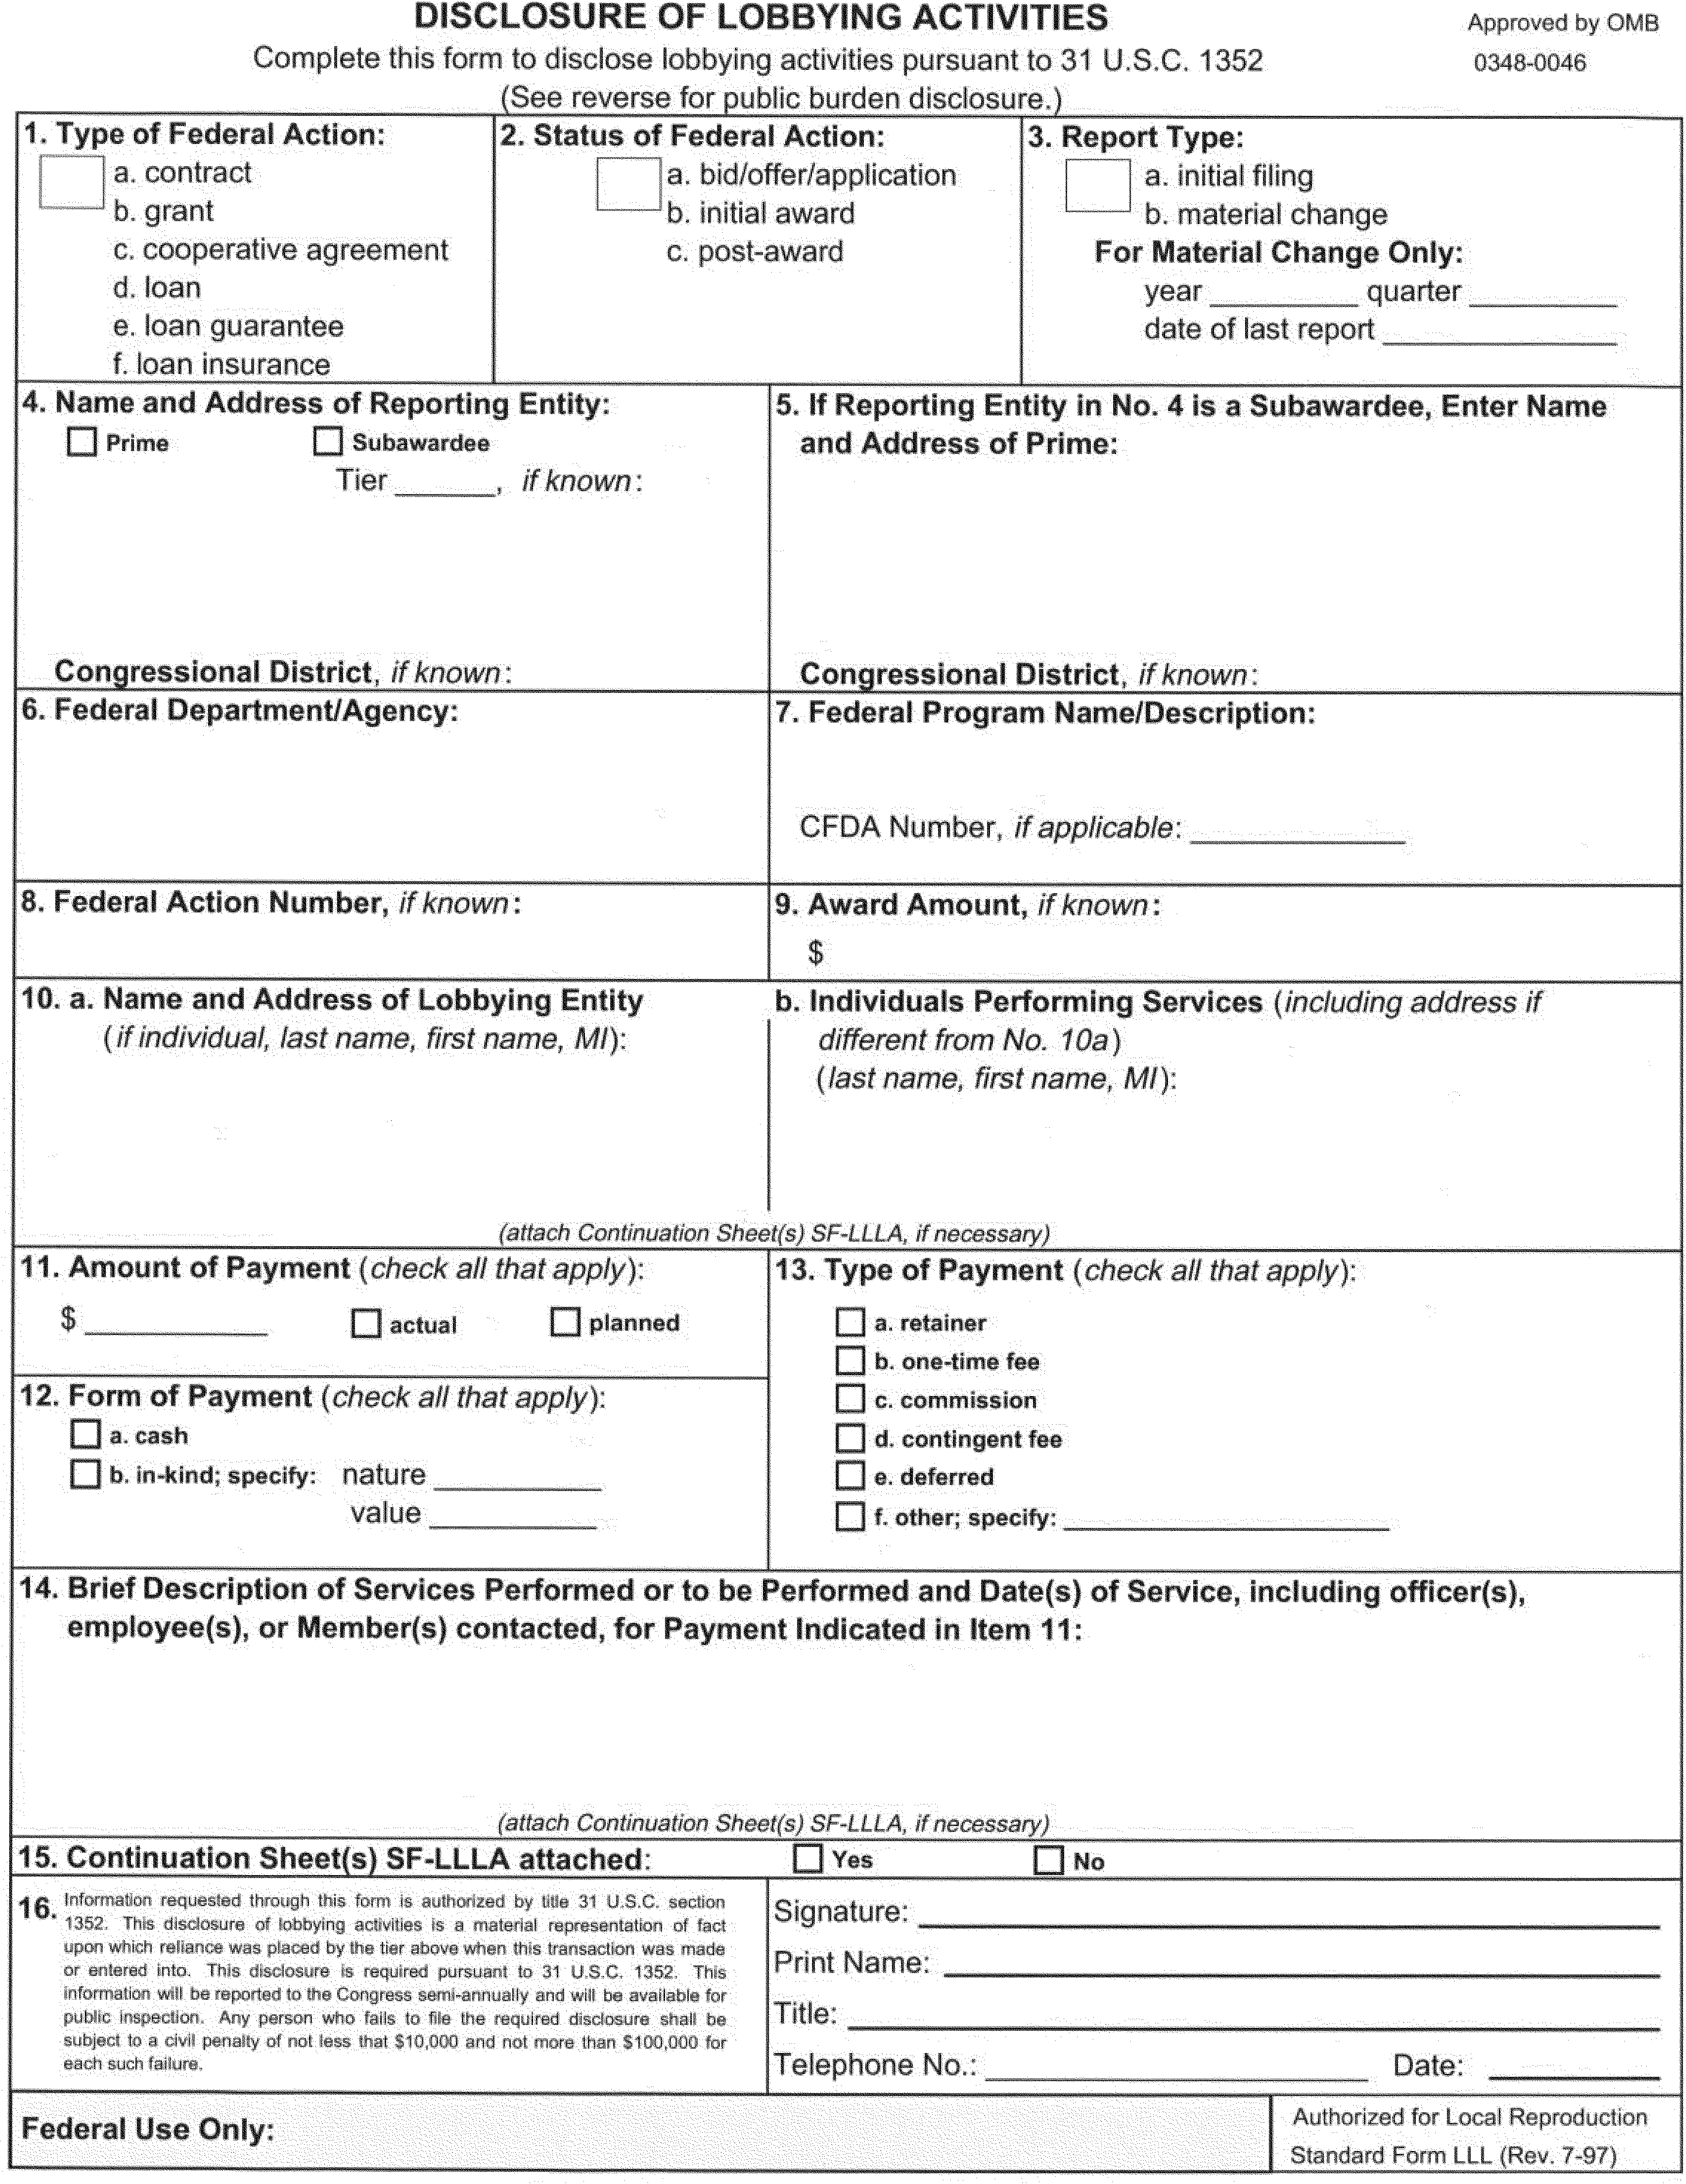 DISCLOSURE OF LOBBYING ACTIVITIES
Approved by OMB
Complete this form to disclose lobbying activities pursuant to 31 U.S.C. 1352
0348-0046
(See reverse for public burden disclosure.)
1. Type of Federal Action:
a. contract
b. grant
c. cooperative agreement
d. loan
e. loan guarantee
f. loan insurance
2. Status of Federal Action:
a. bid/offer/application
b. initial award
c. post-award
3. Report Type:
a. initial filing
b. material change
For Material Change Only:
year _________ quarter _________
date of last report ______________
4. Name and Address of Reporting Entity:
Prime Subawardee
Tier ______, if known:
Congressional District, if known:
5. If Reporting Entity in No. 4 is a Subawardee, Enter Name
and Address of Prime:
Congressional District, if known:
6. Federal Department/Agency:
7. Federal Program Name/Description:
CFDA Number, if applicable: _____________
8. Federal Action Number, if known:
9. Award Amount, if known:
$
10. a. Name and Address of Lobbying Entity
(if individual, last name, first name, MI):
b. Individuals Performing Services (including address if
different from No. 10a)
(last name, first name, MI):
(attach Continuation Sheet(s) SF-LLLA, if necessary)
11. Amount of Payment (check all that apply):
$ ___________ actual planned
12. Form of Payment (check all that apply):
a. cash
b. in-kind; specify: nature __________
value __________
13. Type of Payment (check all that apply):
a. retainer
b. one-time fee
c. commission
d. contingent fee
e. deferred
f. other; specify: ____________________
14. Brief Description of Services Performed or to be Performed and Date(s) of Service, including officer(s),
employee(s), or Member(s) contacted, for Payment Indicated in Item 11:
(attach Continuation Sheet(s) SF-LLLA, if necessary)
15. Continuation Sheet(s) SF-LLLA attached: Yes No
16. Information requested through this form is authorized by title 31 U.S.C. section
1352. This disclosure of lobbying activities is a material representation of fact
upon which reliance was placed by the tier above when this transaction was made
or entered into. This disclosure is required pursuant to 31 U.S.C. 1352. This
information will be reported to the Congress semi-annually and will be available for
public inspection. Any person who fails to file the required disclosure shall be
subject to a civil penalty of not less that $10,000 and not more than $100,000 for
each such failure.
Signature: ______________________
Print Name: ______________________
Title: ______________________
Telephone No.: ______________________ Date: __________
Federal Use Only:
Authorized for Local Reproduction
Standard Form LLL (Rev. 7-97)